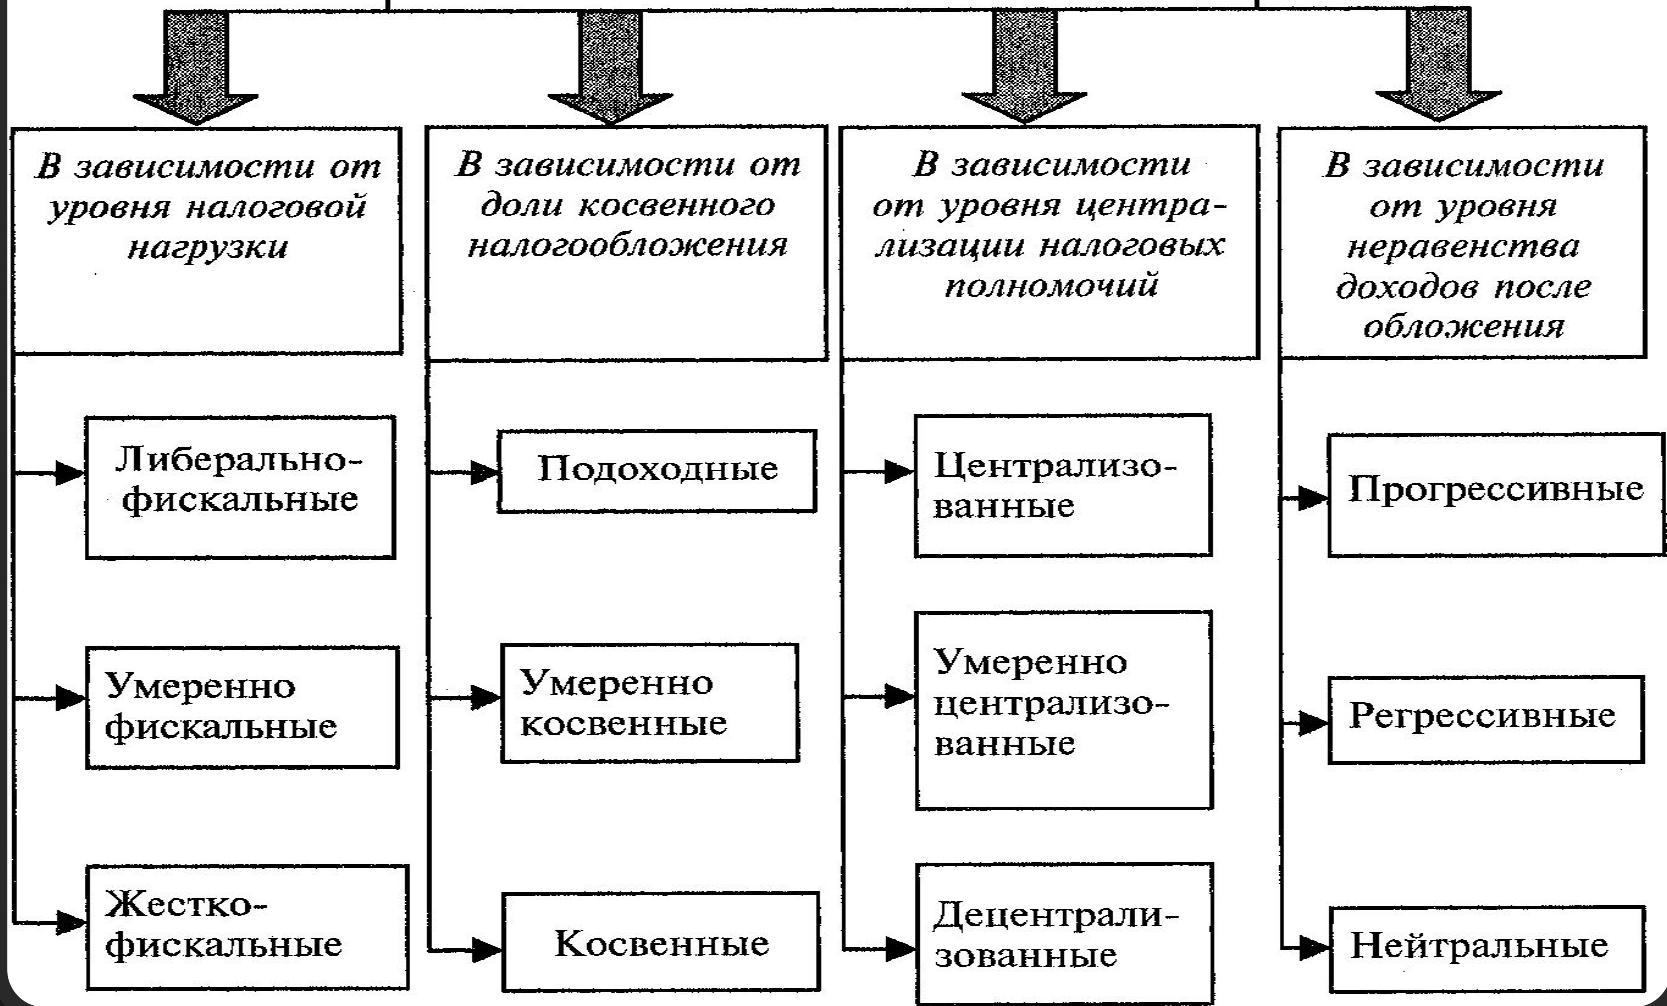 В зависимости от
уровня налоговой
нагрузки
Либерально-
фискальные
Умеренно
фискальные
Жестко-
фискальные
В зависимости от
доли косвенного
налогообложения
Подоходные
Умеренно
косвенные
Косвенные
В зависимости
от уровня центра-
лизации налоговых
полномочий
Централизо-
ванные
Умеренно
централизо-
ванные
Децентрали-
зованные
В зависимости
от уровня
неравенства
доходов после
обложения
Прогрессивные
Регрессивные
Нейтральные